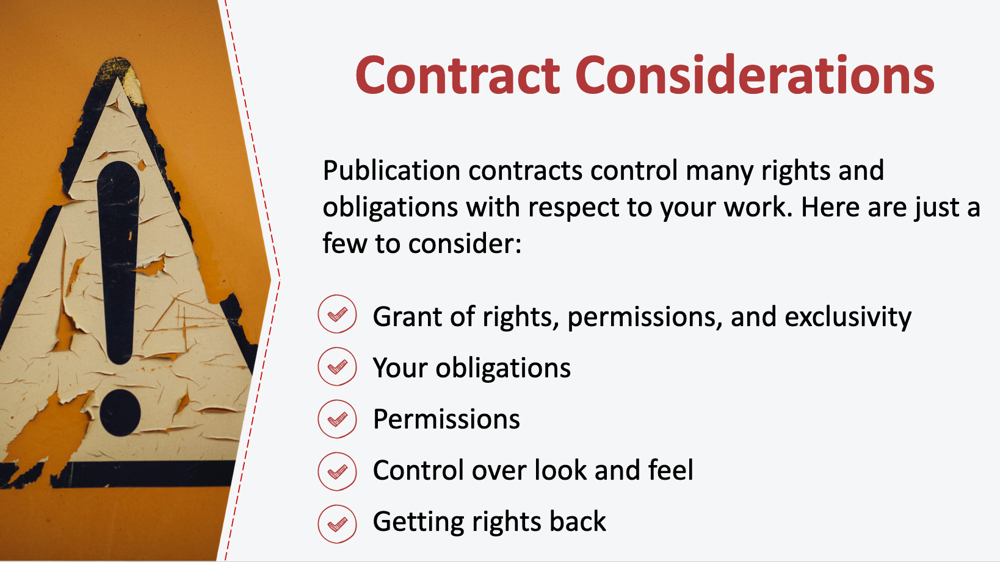 Contract Considerations
Publication contracts control many rights and
obligations with respect to your work. Here are just a
few to consider:
Grant of rights, permissions, and exclusivity
Your obligations
Permissions
Control over look and feel
Getting rights back